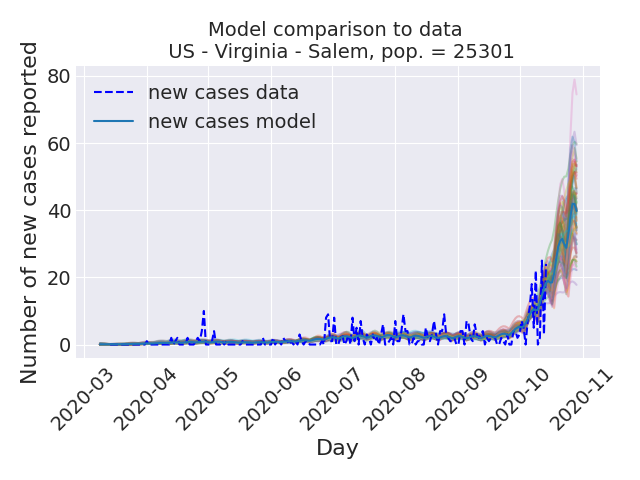 Model comparison to data
US - Virginia - Salem, pop. = 25301
Number of new cases reported
80
60
40
20
0
new cases data
new cases model
2020-03
2020-04
2020-05
2020-06
2020-07
2020-08
2020-09
2020-10
2020-11
Day